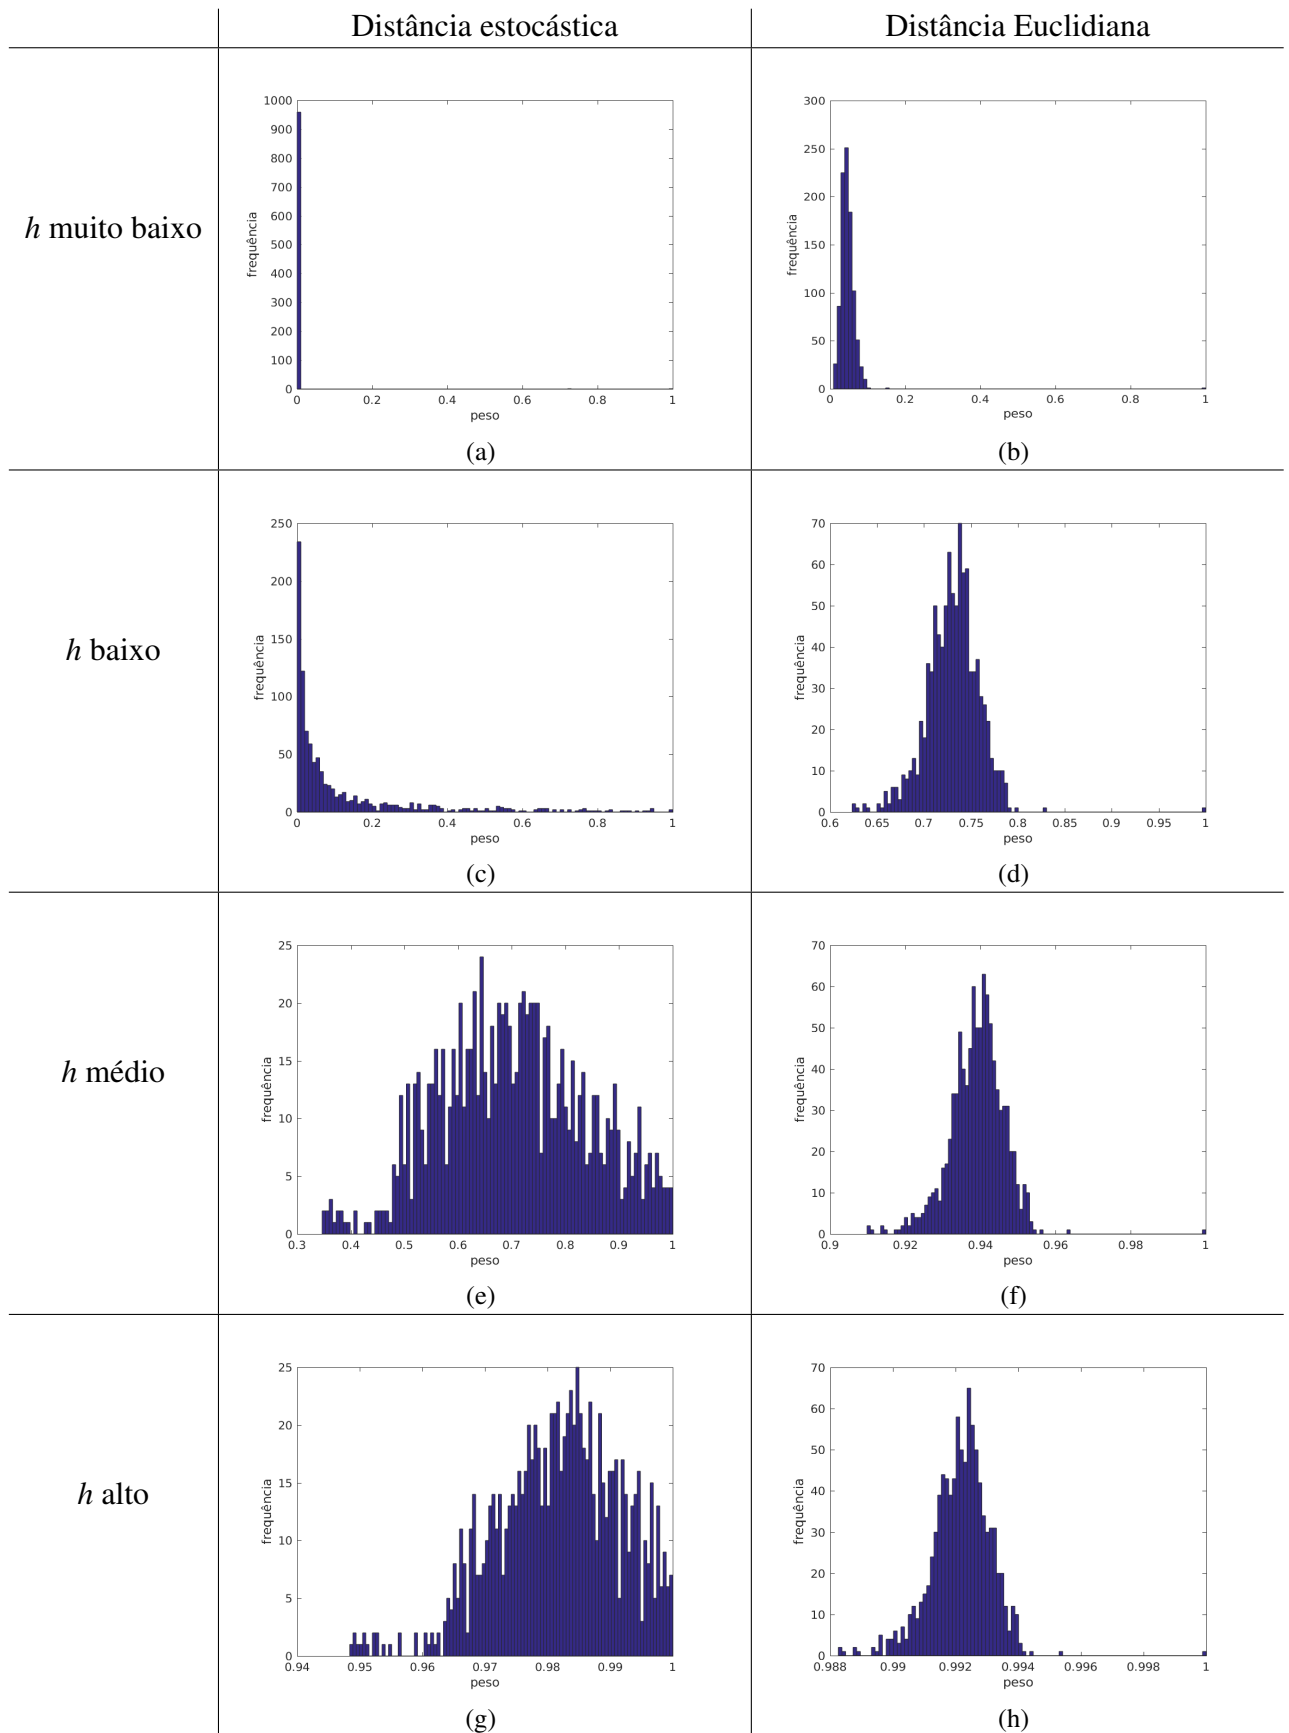 Distância estocástica Distância Euclidiana
h muito baixo
1000
900
800
700
600
500
400
300
200
100
0
frequência
0 0.2 0.4 0.6 0.8 1
peso
(a)
300
250
200
150
100
50
0
frequência
0 0.2 0.4 0.6 0.8 1
peso
(b)
h baixo
250
200
150
100
50
0
frequência
0 0.2 0.4 0.6 0.8 1
peso
(c)
70
60
50
40
30
20
10
0
frequência
0.6 0.65 0.7 0.75 0.8 0.85 0.9 0.95 1
peso
(d)
h médio
25
20
15
10
5
0
frequência
0.3 0.4 0.5 0.6 0.7 0.8 0.9 1
peso
(e)
70
60
50
40
30
20
10
0
frequência
0.9 0.92 0.94 0.96 0.98 1
peso
(f)
h alto
25
20
15
10
5
0
frequência
0.94 0.95 0.96 0.97 0.98 0.99 1
peso
(g)
70
60
50
40
30
20
10
0
frequência
0.988 0.99 0.992 0.994 0.996 0.998 1
peso
(h)